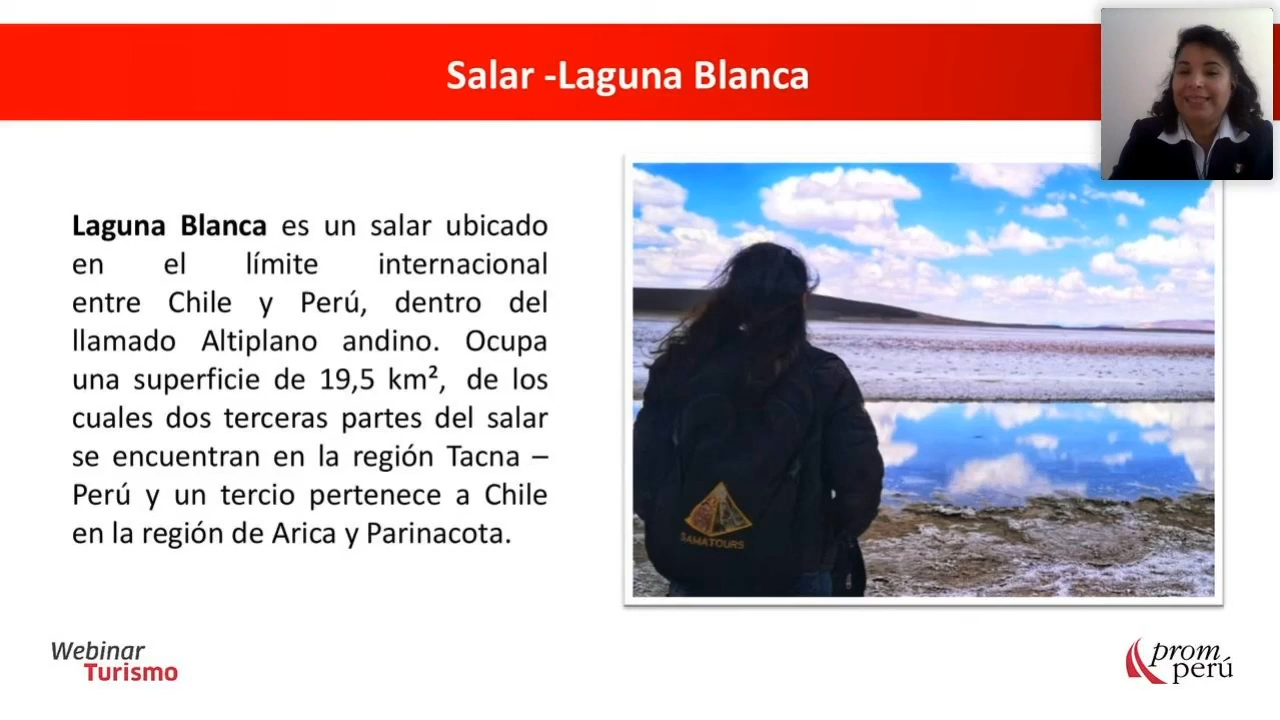 Salar -Laguna Blanca
Laguna Blanca es un salar ubicado
en el límite internacional
entre Chile y Perú, dentro del
llamado Altiplano andino. Ocupa
una superficie de 19,5 km², de los
cuales dos terceras partes del salar
se encuentran en la región Tacna –
Perú y un tercio pertenece a Chile
en la región de Arica y Parinacota.
SAMATOURS
Webinar
Turismo
prom
perú